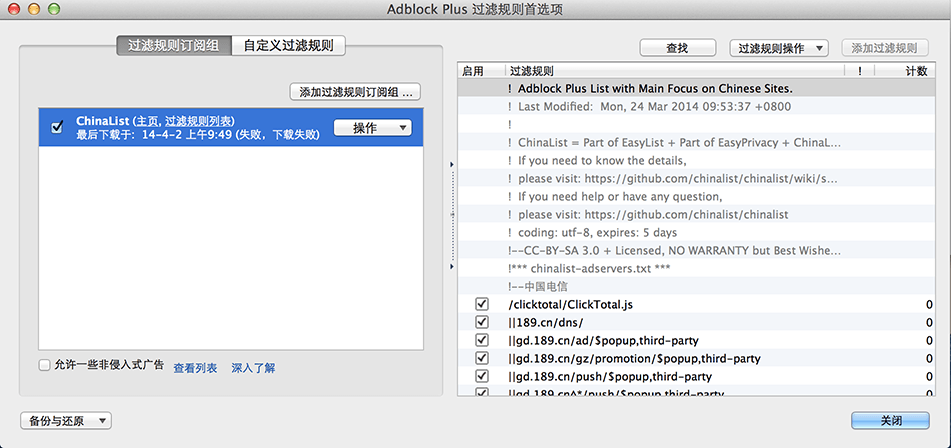 Adblock Plus 过滤规则首选项
过滤规则订阅组 自定义过滤规则
添加过滤规则订阅组 ...
ChinaList (主页, 过滤规则列表)
最后下载于: 14-4-2 上午9:49 (失败，下载失败)
操作
允许一些非侵入式广告 查看列表 深入了解
备份与还原
查找 过滤规则操作 添加过滤规则
启用 过滤规则 ! 计数
! Adblock Plus List with Main Focus on Chinese Sites.
! Last Modified: Mon, 24 Mar 2014 09:53:37 +0800
!
! ChinaList = Part of EasyList + Part of EasyPrivacy + ChinaL...
! If you need to know the details,
! please visit: https://github.com/chinalist/chinalist/wiki/s...
! If you need help or have any question,
! please visit: https://github.com/chinalist/chinalist
! coding: utf-8, expires: 5 days
!--CC-BY-SA 3.0 + Licensed, NO WARRANTY but Best Wishe...
!*** chinalist-adservers.txt ***
!--中国电信
/clicktotal/ClickTotal.js 0
||189.cn/dns/ 0
||gd.189.cn/ad/$popup,third-party 0
||gd.189.cn/gz/promotion/$popup,third-party 0
||gd.189.cn/push/$popup,third-party 0
||gd.189.cn^*/push/$popup,third-party 0
关闭